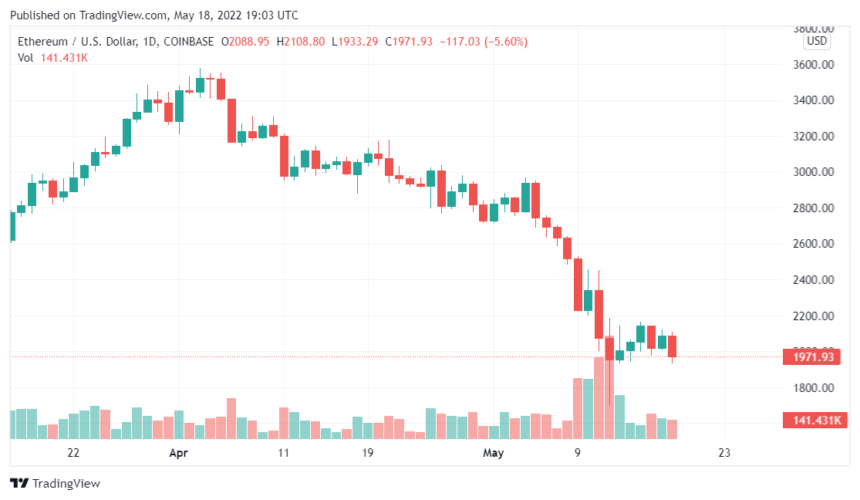 Published on TradingView.com, May 18, 2022 19:03 UTC
Ethereum / U.S. Dollar, 1D, COINBASE O2088.95 H2108.80 L1933.29 C1971.93 −117.03 (−5.60%)
Vol 141.431K
3800.00
USD
3600.00
3400.00
3200.00
3000.00
2800.00
2600.00
2400.00
2200.00
2000.00
1971.93
1800.00
141.431K
22 Apr 11 19 May 9 23
TradingView